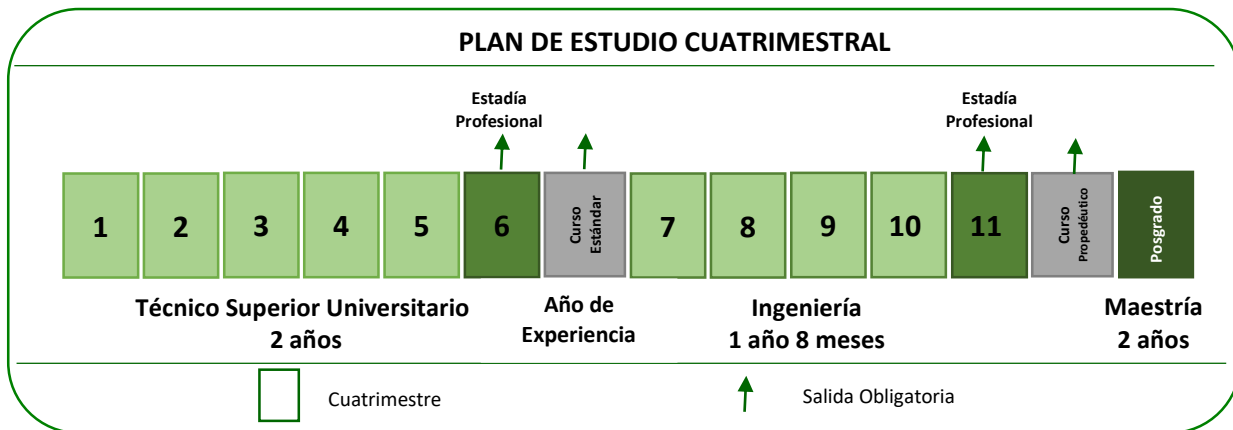 PLAN DE ESTUDIO CUATRIMESTRAL
Estadía
Profesional
Estadía
Profesional
1
2
3
4
5
6
Curso
Estándar
7
8
9
10
11
Curso
Propedéutico
Posgrado
Técnico Superior Universitario
2 años
Año de
Experiencia
Ingeniería
1 año 8 meses
Maestría
2 años
Cuatrimestre
Salida Obligatoria